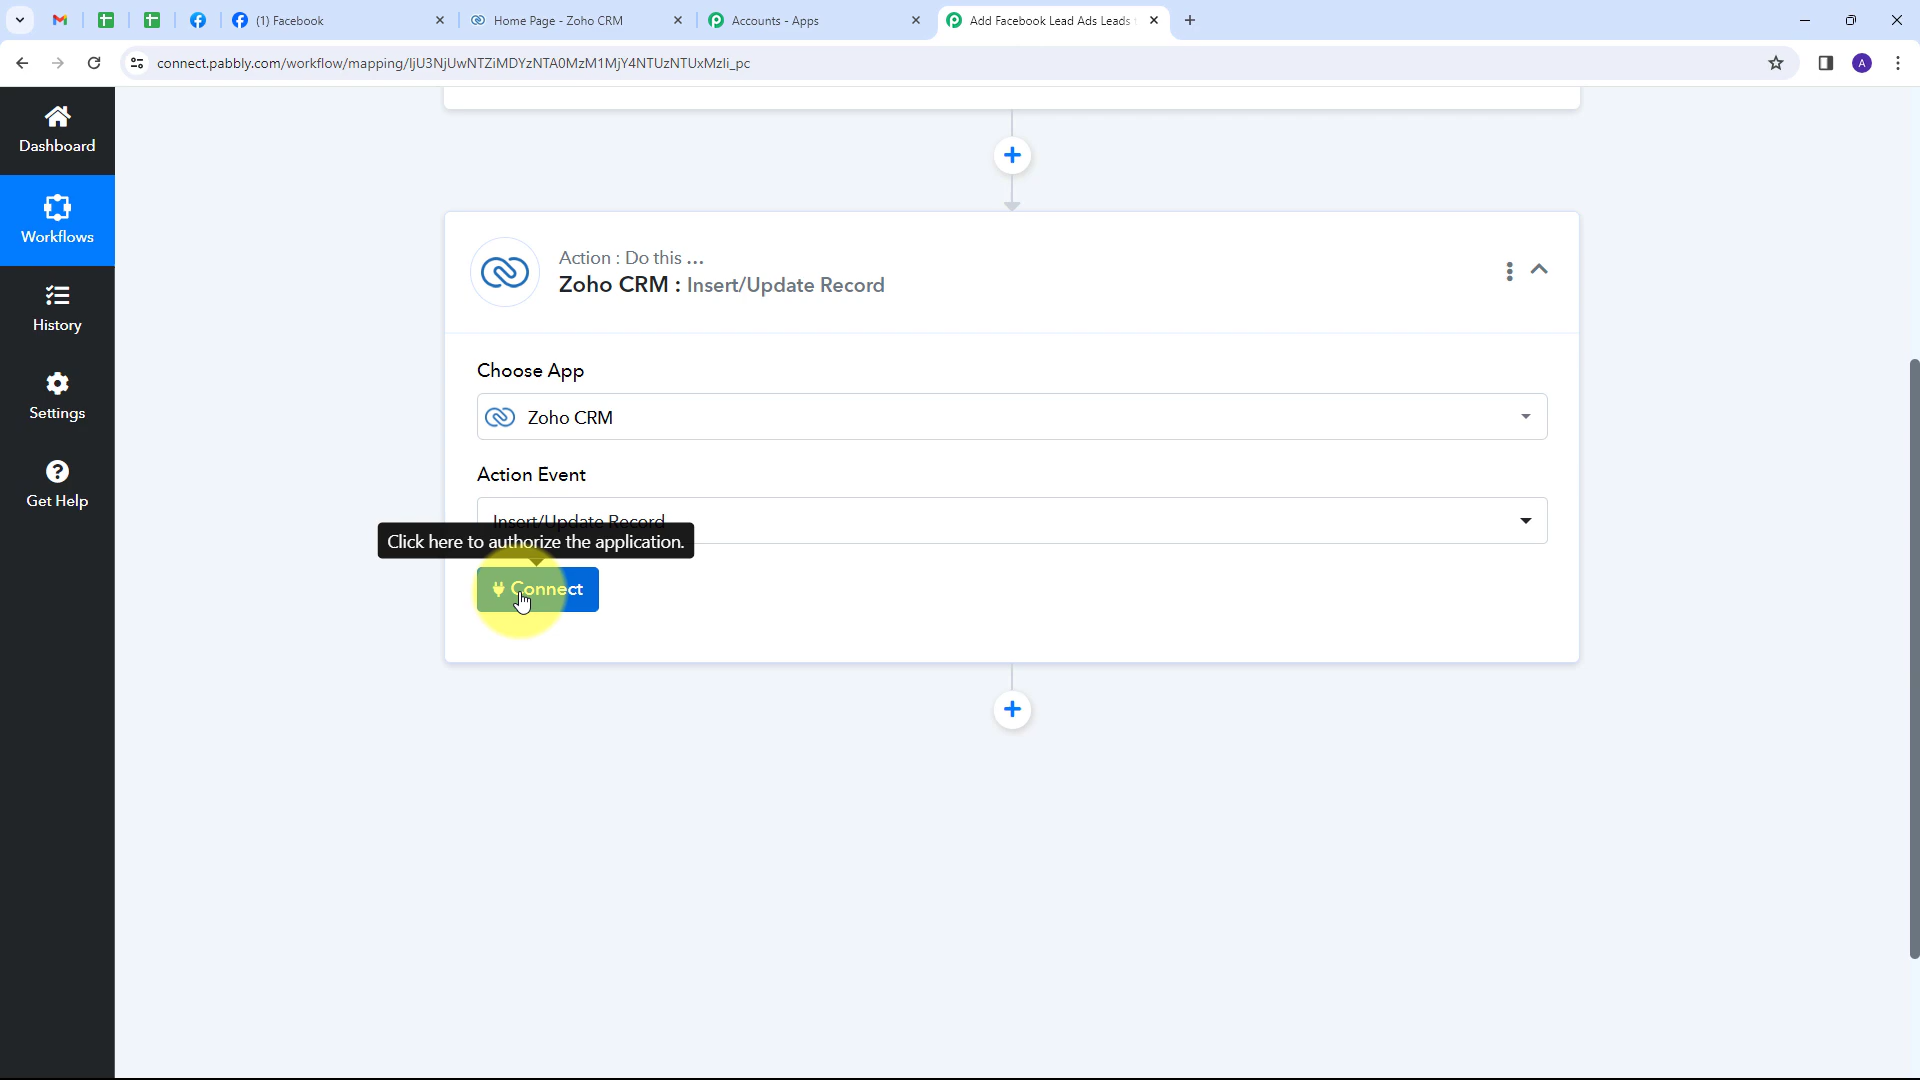 (1) Facebook
Home Page - Zoho CRM
Accounts - Apps
Add Facebook Lead Ads Leads
connect.pabbly.com/workflow/mapping/IjU3NjUwNTZiMDYzNTA0MzM1MjY4NTUzNTUxMzIi_pc
A
Dashboard
Workflows
History
Settings
Get Help
Action : Do this ...
Zoho CRM : Insert/Update Record
Choose App
Zoho CRM
Action Event
Insert/Update Record
Click here to authorize the application.
Connect